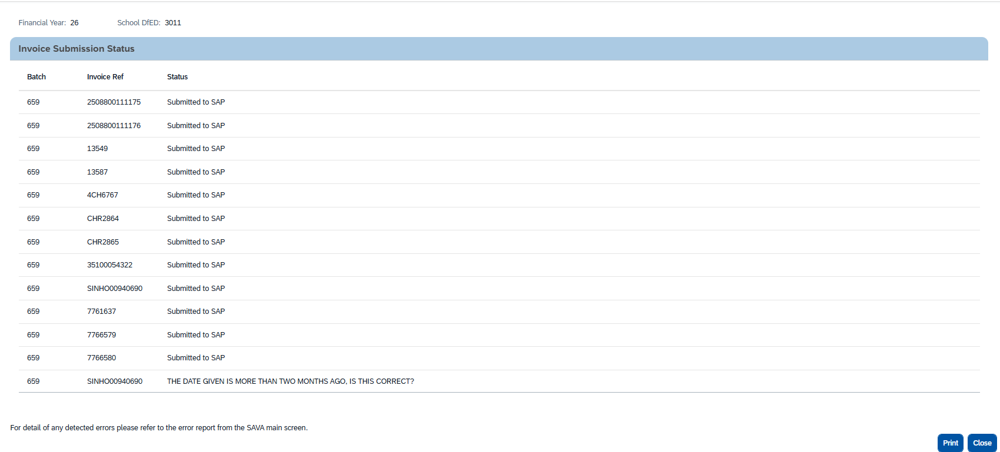 Financial Year: 26 School DfED: 3011
Invoice Submission Status
Batch Invoice Ref Status
659 2508800111175 Submitted to SAP
659 2508800111176 Submitted to SAP
659 13549 Submitted to SAP
659 13587 Submitted to SAP
659 4CH6767 Submitted to SAP
659 CHR2864 Submitted to SAP
659 CHR2865 Submitted to SAP
659 35100054322 Submitted to SAP
659 SINHO00940690 Submitted to SAP
659 7761637 Submitted to SAP
659 7766579 Submitted to SAP
659 7766580 Submitted to SAP
659 SINHO00940690 THE DATE GIVEN IS MORE THAN TWO MONTHS AGO, IS THIS CORRECT?
For detail of any detected errors please refer to the error report from the SAVA main screen.
Print Close